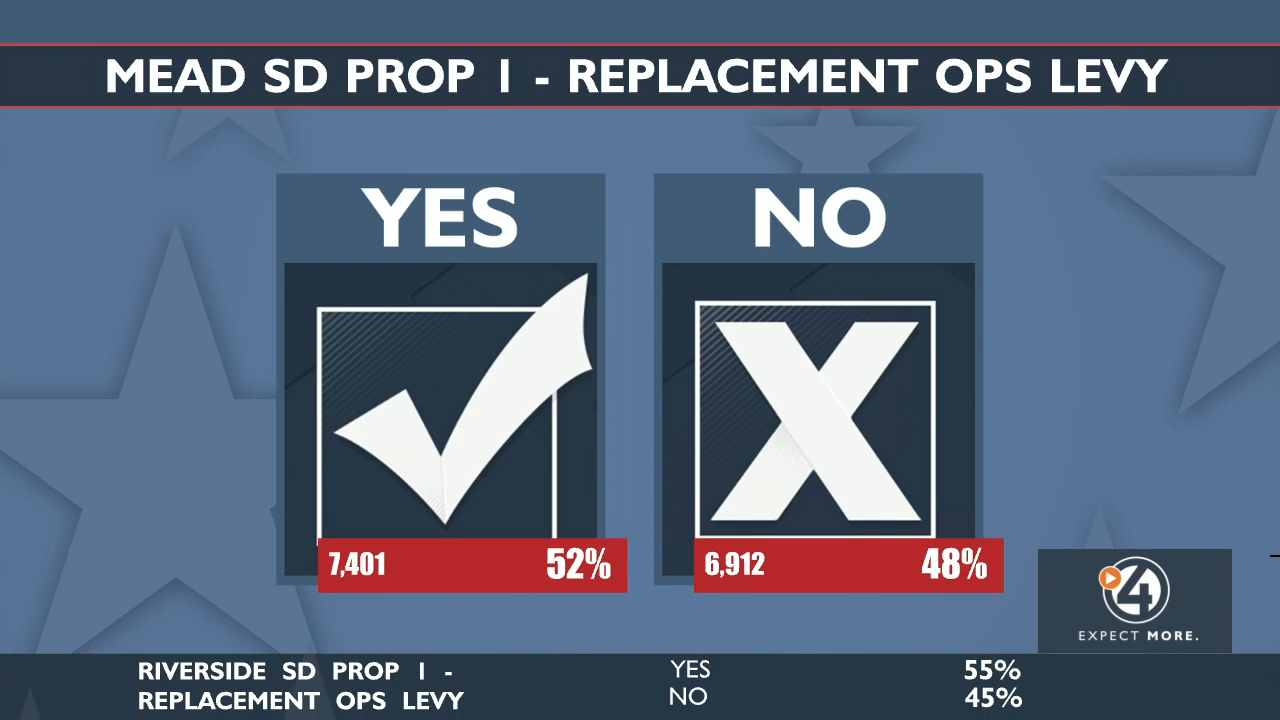 MEAD SD PROP 1 - REPLACEMENT OPS LEVY
YES
NO
7,401 52%
6,912 48%
4
EXPECT MORE.
RIVERSIDE SD PROP 1 - YES 55%
REPLACEMENT OPS LEVY NO 45%